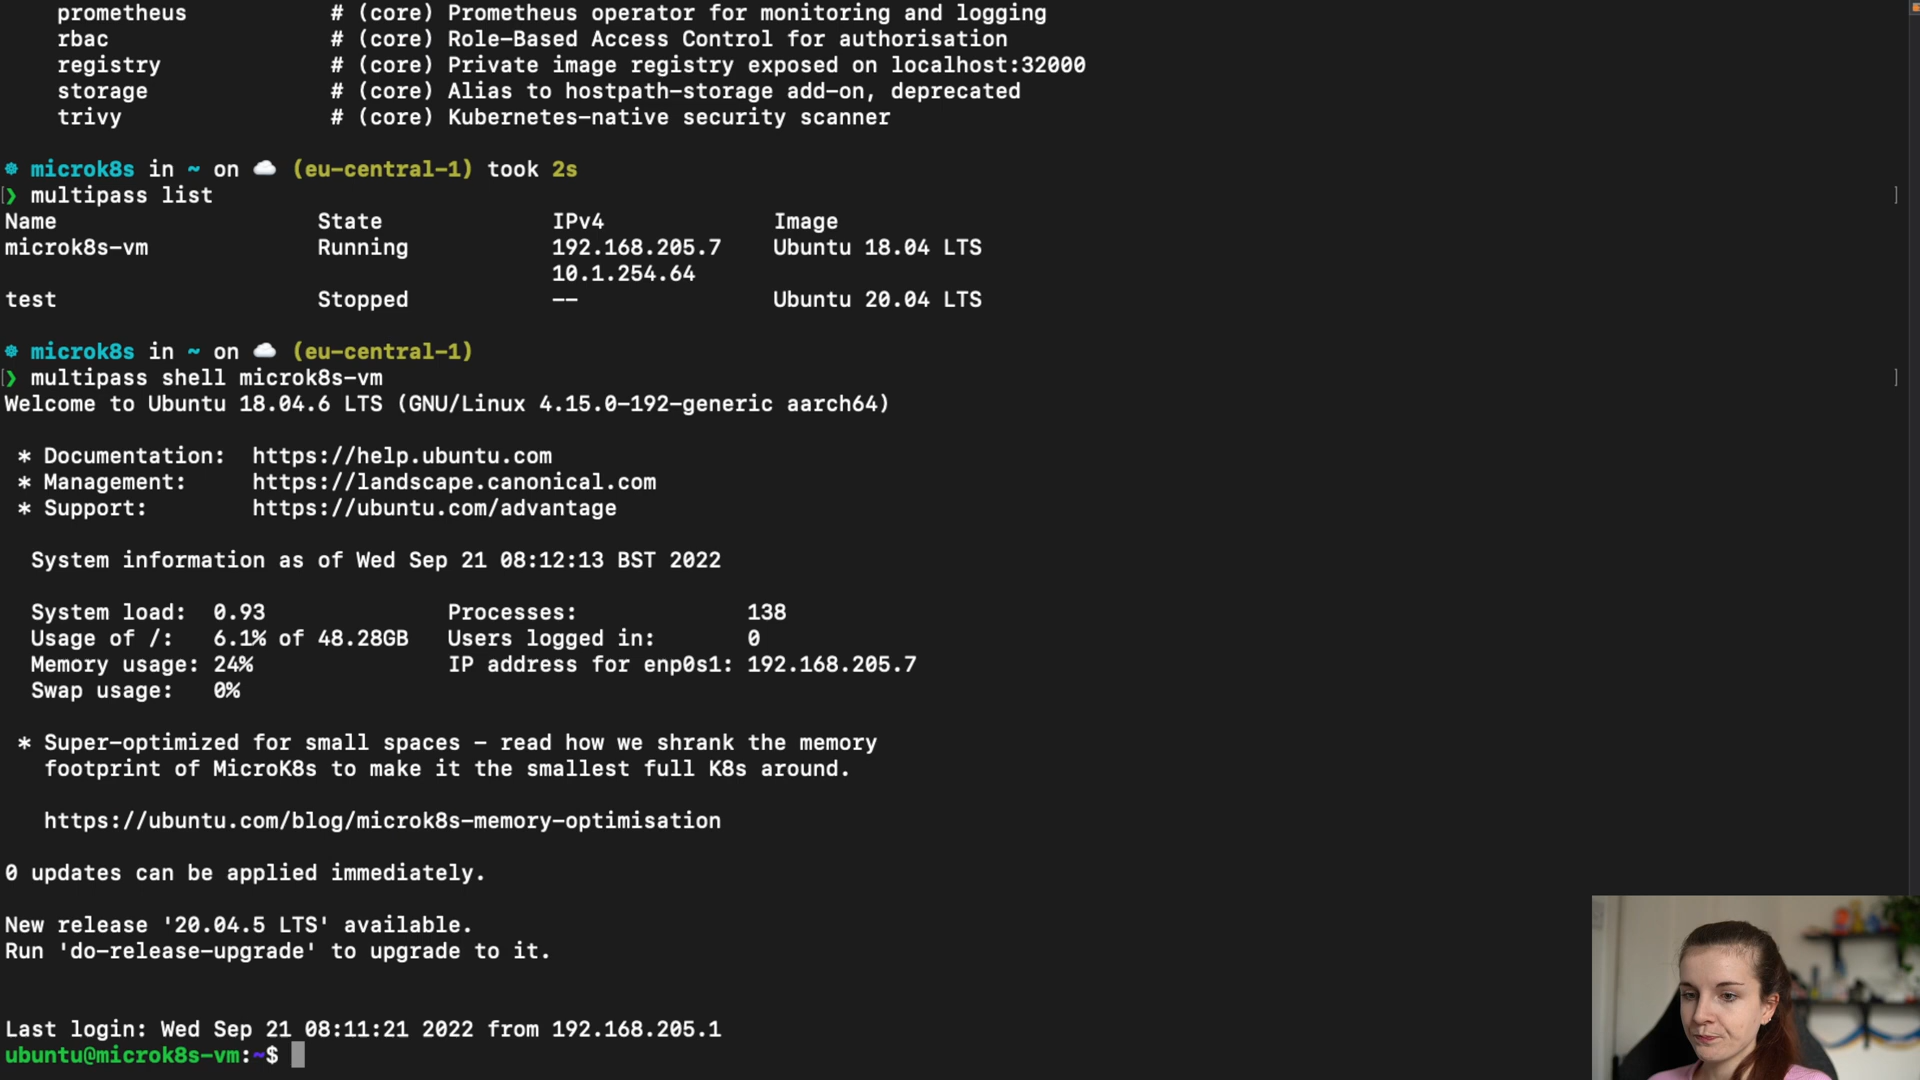 prometheus # (core) Prometheus operator for monitoring and logging
rbac # (core) Role-Based Access Control for authorisation
registry # (core) Private image registry exposed on localhost:32000
storage # (core) Alias to hostpath-storage add-on, deprecated
trivy # (core) Kubernetes-native security scanner
☸ microk8s in ~ on ☁️ (eu-central-1) took 2s
[❯ multipass list ]
Name State IPv4 Image
microk8s-vm Running 192.168.205.7 Ubuntu 18.04 LTS
10.1.254.64
test Stopped -- Ubuntu 20.04 LTS
☸ microk8s in ~ on ☁️ (eu-central-1)
[❯ multipass shell microk8s-vm ]
Welcome to Ubuntu 18.04.6 LTS (GNU/Linux 4.15.0-192-generic aarch64)
* Documentation: https://help.ubuntu.com
* Management: https://landscape.canonical.com
* Support: https://ubuntu.com/advantage
System information as of Wed Sep 21 08:12:13 BST 2022
System load: 0.93 Processes: 138
Usage of /: 6.1% of 48.28GB Users logged in: 0
Memory usage: 24% IP address for enp0s1: 192.168.205.7
Swap usage: 0%
* Super-optimized for small spaces - read how we shrank the memory
footprint of MicroK8s to make it the smallest full K8s around.
https://ubuntu.com/blog/microk8s-memory-optimisation
0 updates can be applied immediately.
New release '20.04.5 LTS' available.
Run 'do-release-upgrade' to upgrade to it.
Last login: Wed Sep 21 08:11:21 2022 from 192.168.205.1
ubuntu@microk8s-vm:~$